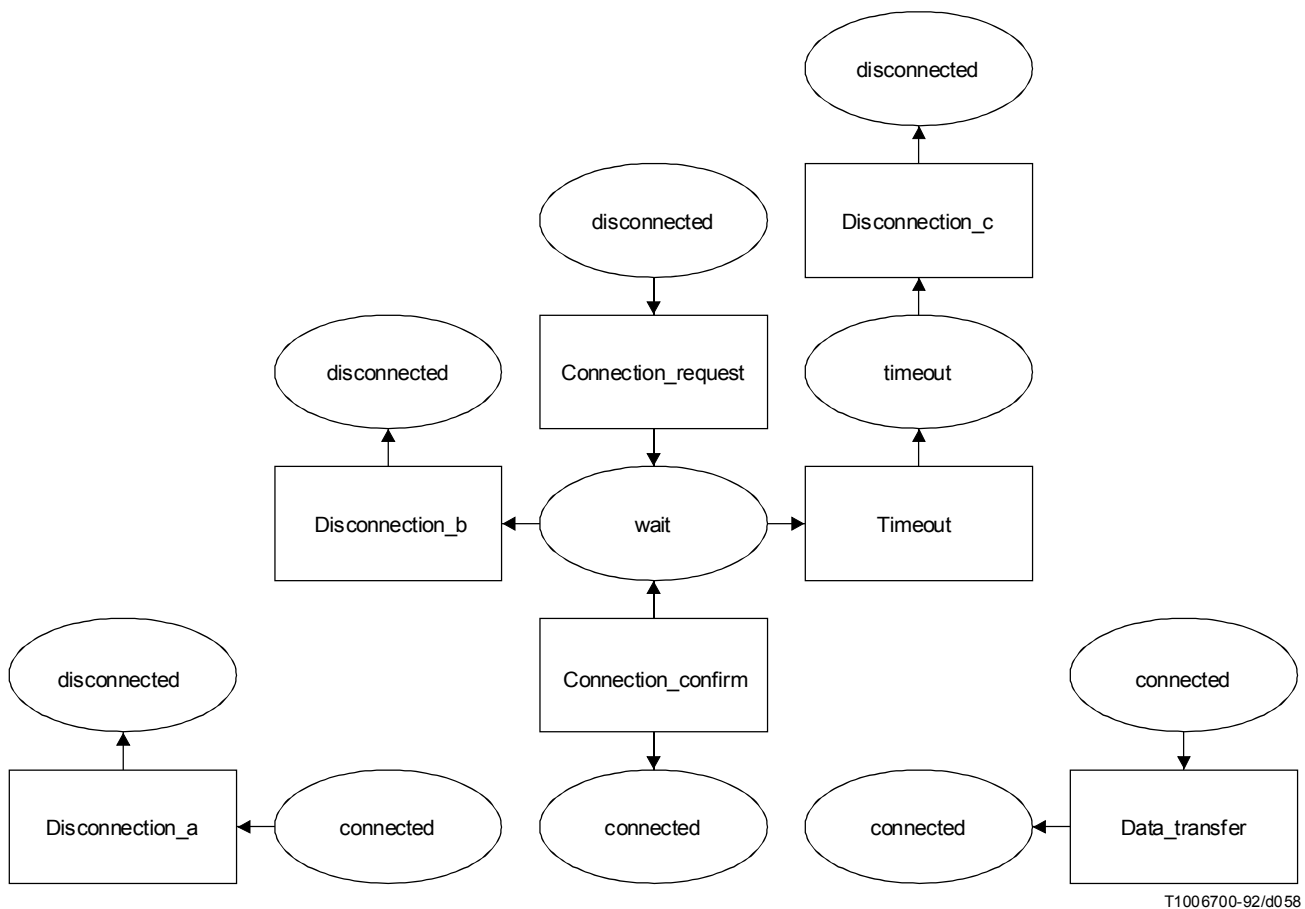 disconnected
disconnected
Disconnection_c
disconnected
Connection_request
timeout
Disconnection_b
wait
Timeout
disconnected
Connection_confirm
connected
Disconnection_a
connected
connected
connected
Data_transfer
T1006700-92/d058